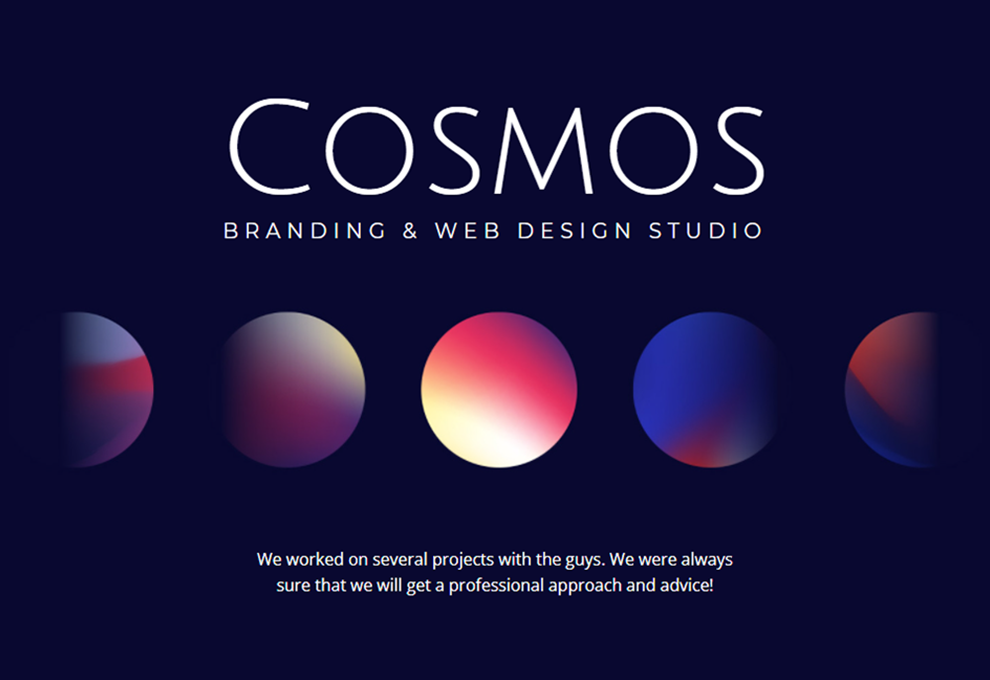 Cosmos
BRANDING & WEB DESIGN STUDIO
We worked on several projects with the guys. We were always
sure that we will get a professional approach and advice!